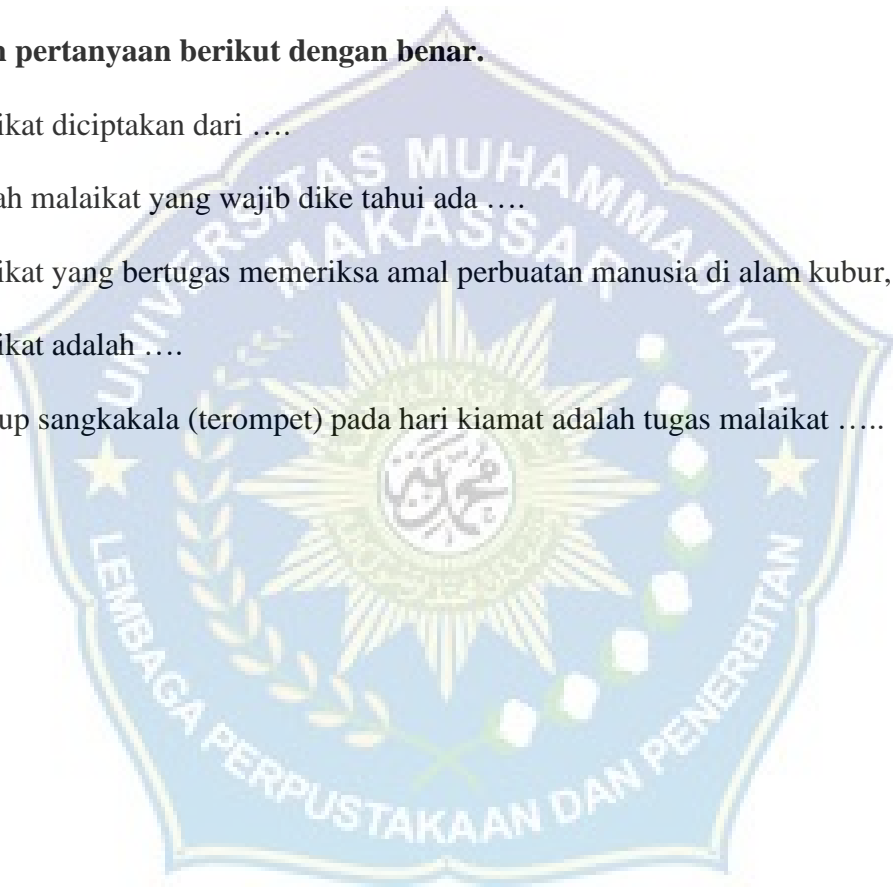 n pertanyaan berikut dengan benar.
ikat diciptakan dari ….
ah malaikat yang wajib dike tahui ada ….
ikat yang bertugas memeriksa amal perbuatan manusia di alam kubur,
ikat adalah ….
up sangkakala (terompet) pada hari kiamat adalah tugas malaikat …..
UNIVERSITAS MUHAMMADIYAH
MAKASSAR
LEMBAGA PERPUSTAKAAN DAN PENERBITAN